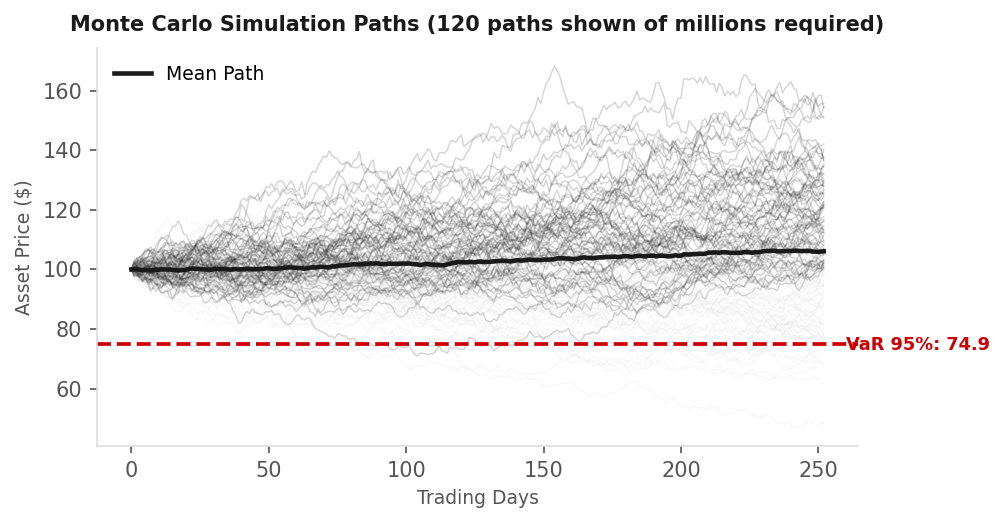 Monte Carlo Simulation Paths (120 paths shown of millions required)
Mean Path
Asset Price ($)
160
140
120
100
80
60
VaR 95%: 74.9
0 50 100 150 200 250
Trading Days